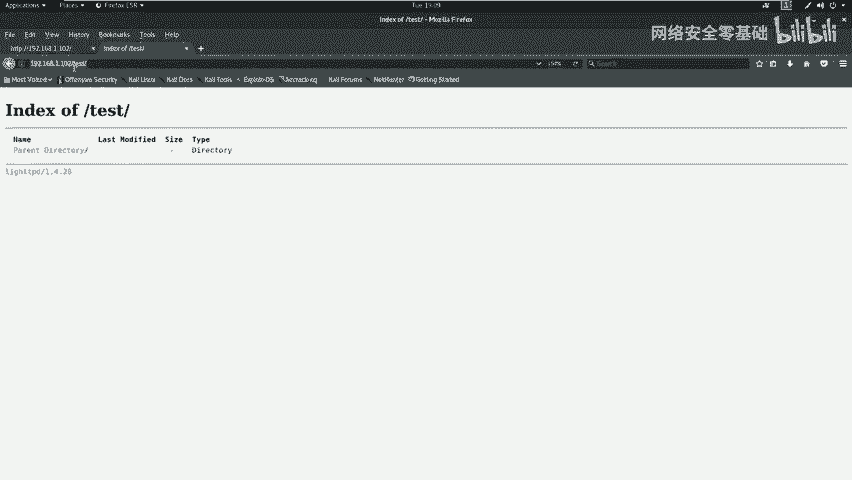 Applications Places Firefox ESR Tue 19:09 1
Index of /test/ - Mozilla Firefox
File Edit View History Bookmarks Tools Help
网络安全零基础 bilibili
http://192.168.1.102/ × Index of /test/ × +
192.168.1.102/test/ Search
Most Visited Offensive Security Kali Linux Kali Docs Kali Tools Exploit-DB Aircrack-ng Kali Forums NetHunter Getting Started
Index of /test/
Name Last Modified Size Type
Parent Directory/ - Directory
lighttpd/1.4.28